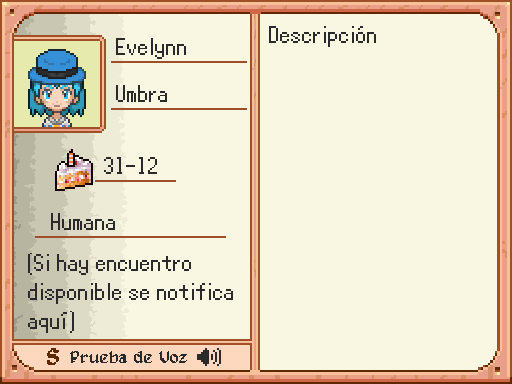 Evelynn
Umbra
31-12
Humana
(Si hay encuentro
disponible se notifica
aquí)
S Prueba de Voz
Descripción